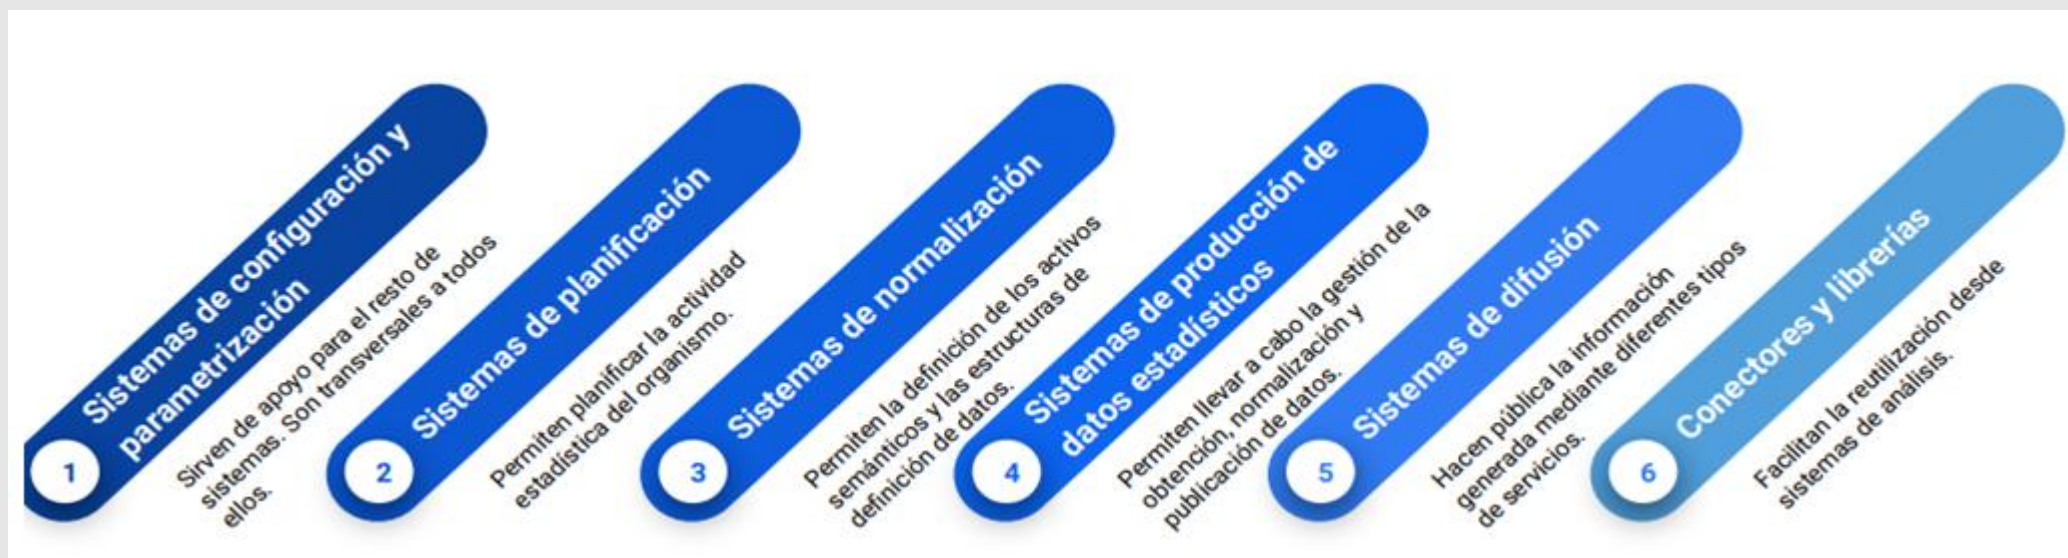 Sistemas de configuración y
parametrización
1
Sirven de apoyo para el resto de
sistemas. Son transversales a todos
ellos.
Sistemas de planificación
2
Permiten planificar la actividad
estadística del organismo.
Sistemas de normalización
3
Permiten la definición de los activos
semánticos y las estructuras de
definición de datos.
Sistemas de producción de
datos estadísticos
4
Permiten llevar a cabo la gestión de la
obtención, normalización y
publicación de datos.
Sistemas de difusión
5
Hacen pública la información
generada mediante diferentes tipos
de servicios.
Conectores y librerías
6
Facilitan la reutilización desde
sistemas de análisis.